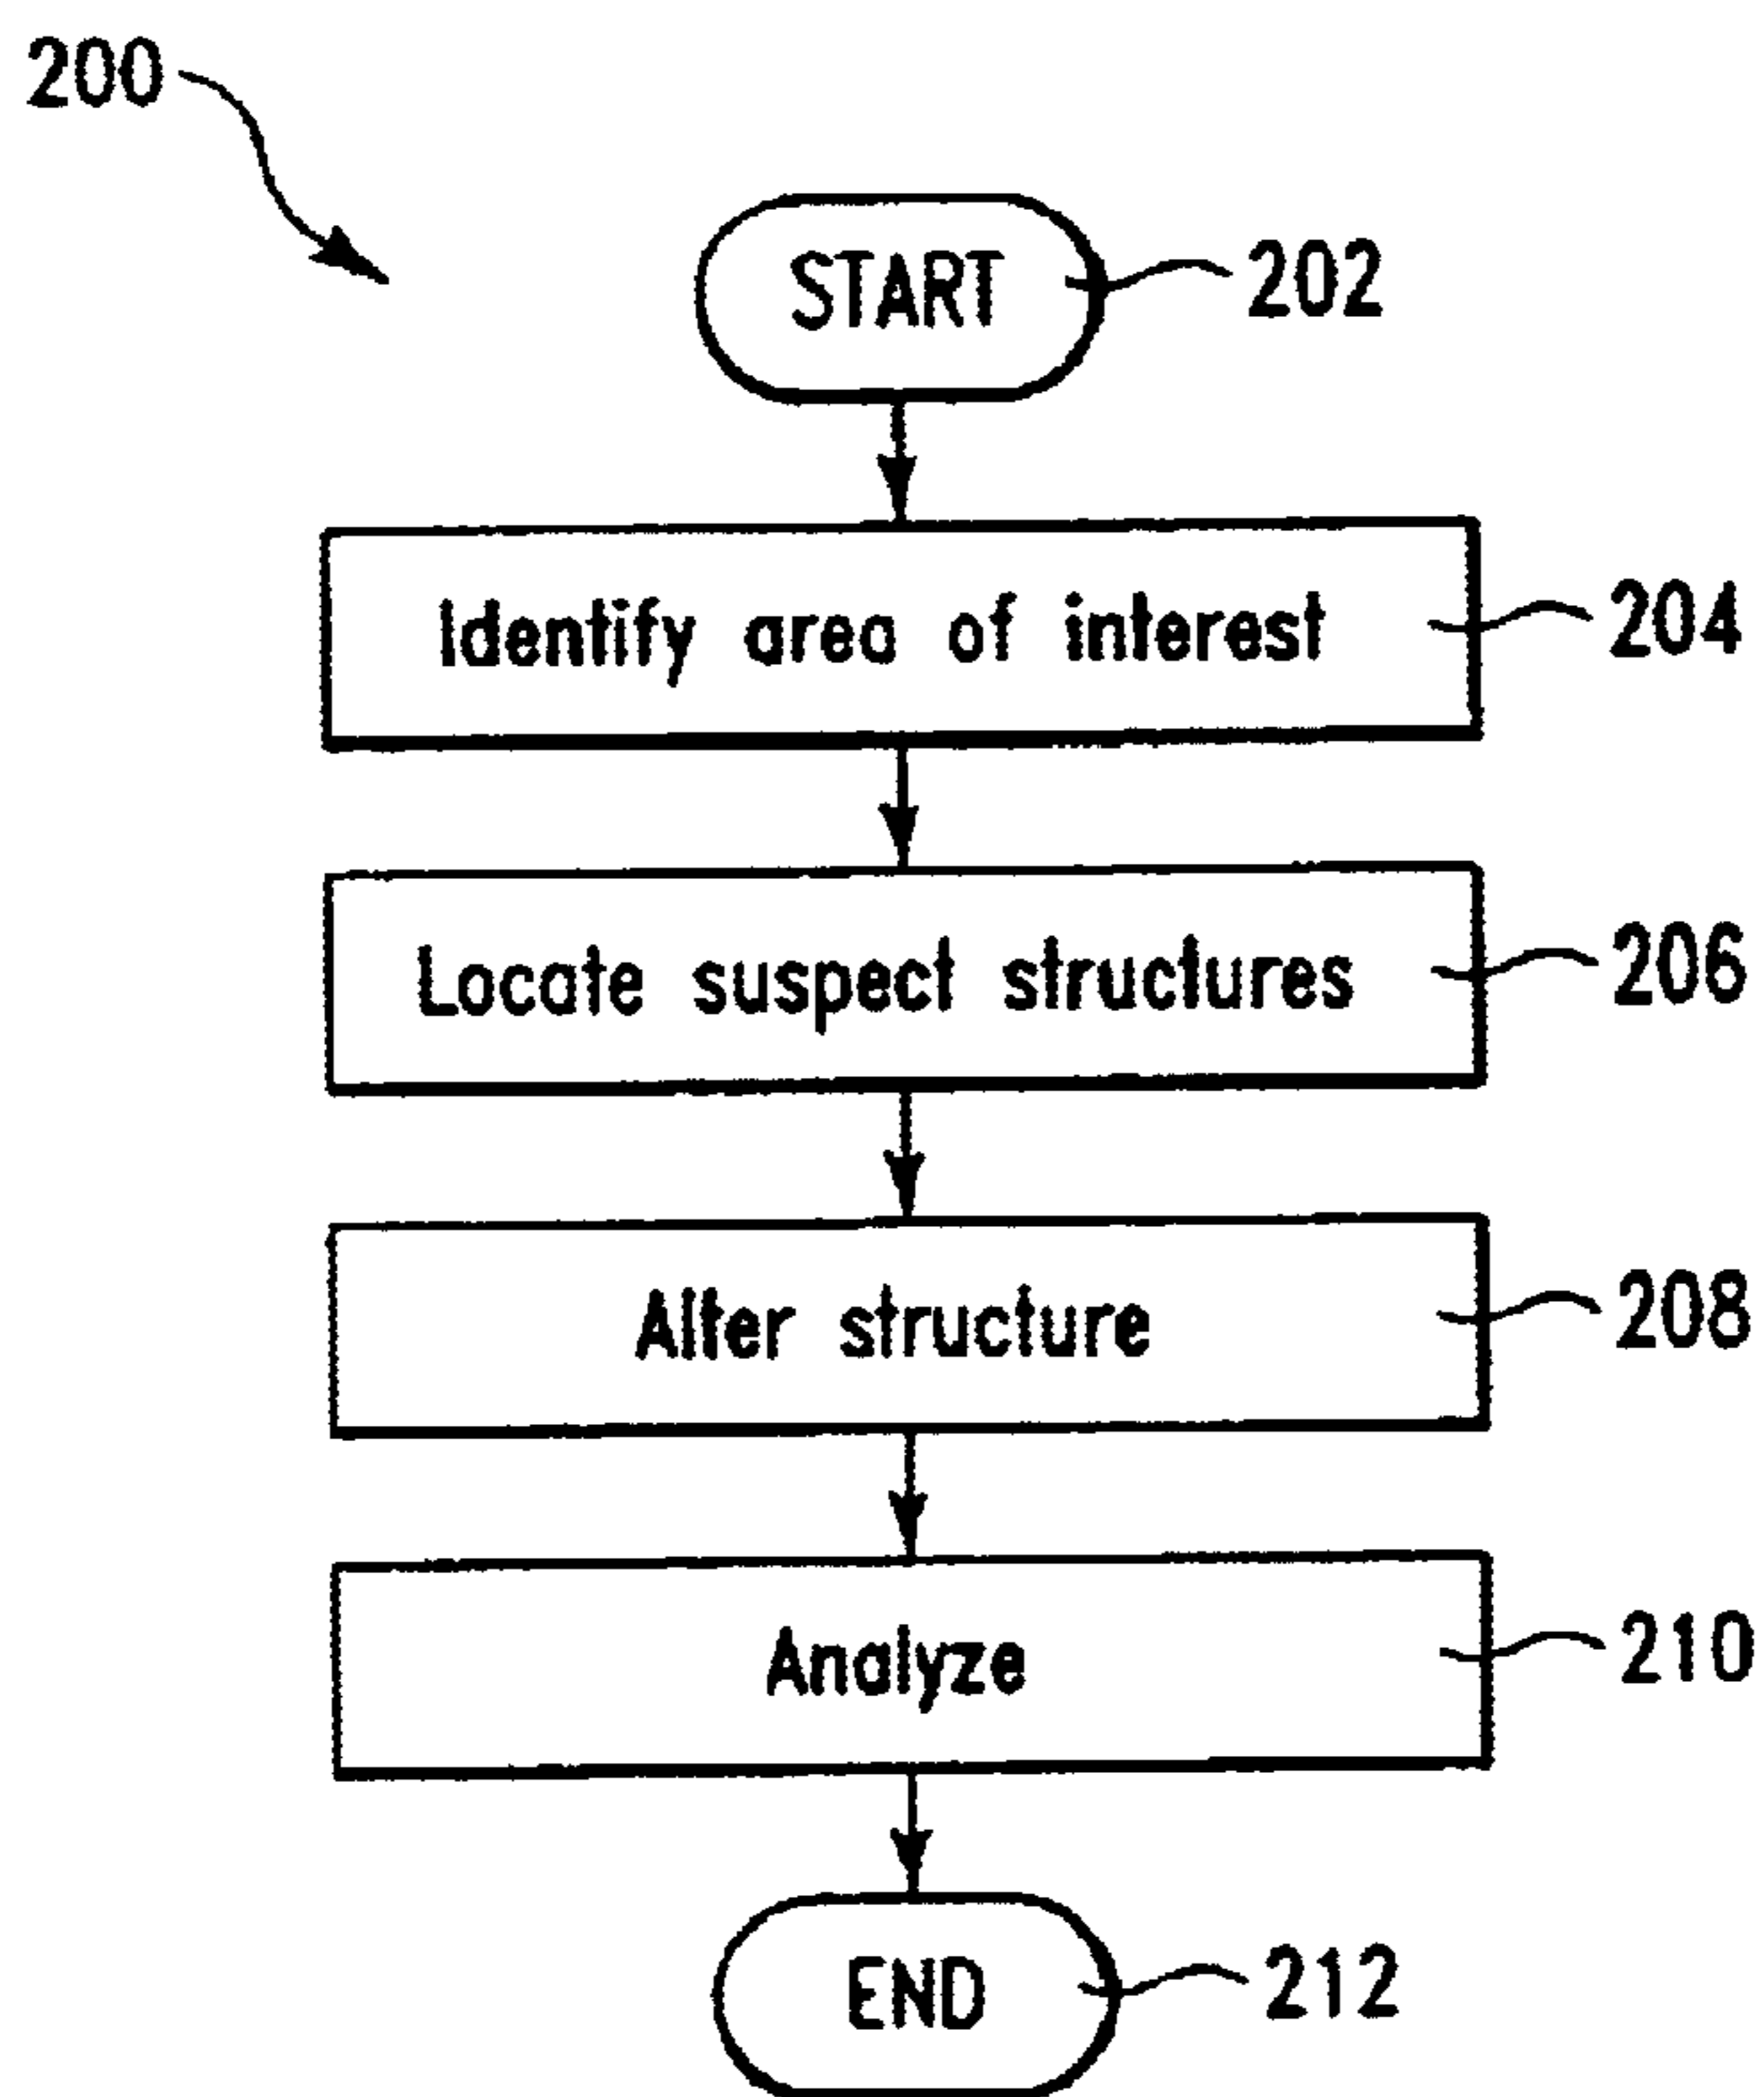 200
START 202
Identify area of interest 204
Locate suspect structures 206
Alter structure 208
Analyze 210
END 212